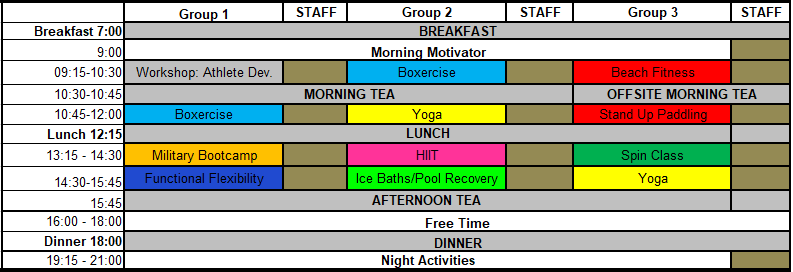 Group 1 STAFF Group 2 STAFF Group 3 STAFF
Breakfast 7:00 BREAKFAST
9:00 Morning Motivator
09:15-10:30 Workshop: Athlete Dev. Boxercise Beach Fitness
10:30-10:45 MORNING TEA OFFSITE MORNING TEA
10:45-12:00 Boxercise Yoga Stand Up Paddling
Lunch 12:15 LUNCH
13:15 - 14:30 Military Bootcamp HIIT Spin Class
14:30-15:45 Functional Flexibility Ice Baths/Pool Recovery Yoga
15:45 AFTERNOON TEA
16:00 - 18:00 Free Time
Dinner 18:00 DINNER
19:15 - 21:00 Night Activities